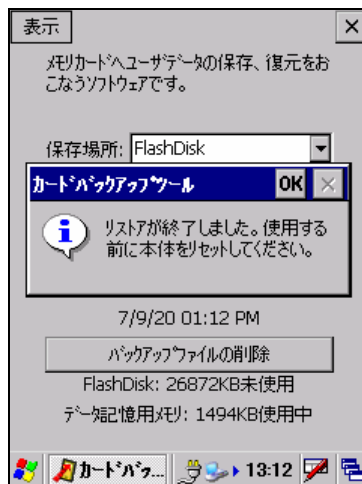 表示
×
ﾒﾓﾘｶｰﾄﾞへﾕｰｻﾞﾃﾞｰﾀの保存、復元をお
こなうｿﾌﾄｳｪｱです。
保存場所: FlashDisk
ｶｰﾄﾞﾊﾞｯｸｱｯﾌﾟﾂｰﾙ OK ×
ﾘｽﾄｱが終了しました。使用する
前に本体をﾘｾｯﾄしてください。
7/9/20 01:12 PM
ﾊﾞｯｸｱｯﾌﾟﾌｧｲﾙの削除
FlashDisk: 26872KB未使用
ﾃﾞｰﾀ記憶用ﾒﾓﾘ: 1494KB使用中
ｶｰﾄﾞﾊﾞｯ... 13:12